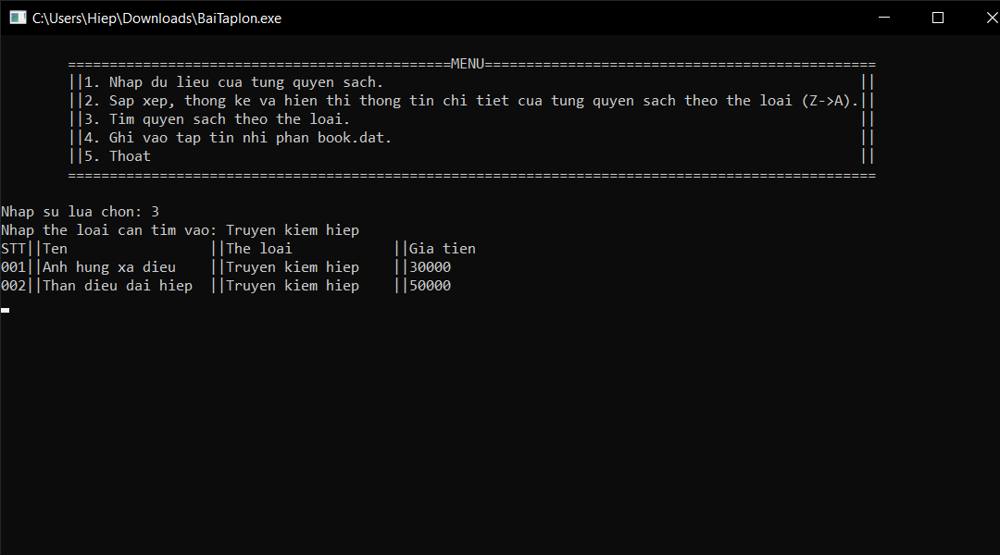 C:\Users\Hiep\Downloads\BaiTaplon.exe
==============================================MENU===============================================
||1. Nhap du lieu cua tung quyen sach.                                                         ||
||2. Sap xep, thong ke va hien thi thong tin chi tiet cua tung quyen sach theo the loai (Z->A).||
||3. Tim quyen sach theo the loai.                                                             ||
||4. Ghi vao tap tin nhi phan book.dat.                                                        ||
||5. Thoat                                                                                     ||
=================================================================================================
Nhap su lua chon: 3
Nhap the loai can tim vao: Truyen kiem hiep
STT||Ten                 ||The loai            ||Gia tien
001||Anh hung xa dieu    ||Truyen kiem hiep    ||30000
002||Than dieu dai hiep  ||Truyen kiem hiep    ||50000